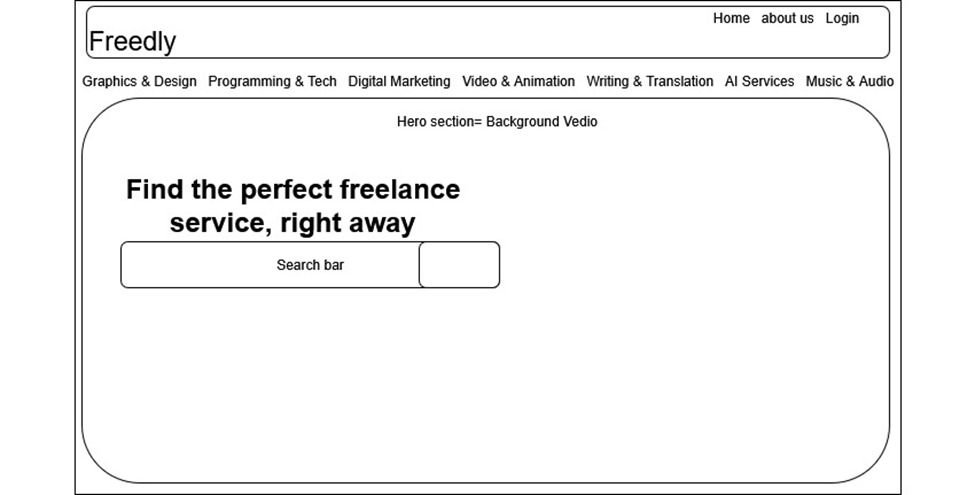 Home about us Login
Freedly
Graphics & Design Programming & Tech Digital Marketing Video & Animation Writing & Translation AI Services Music & Audio
Hero section= Background Vedio
Find the perfect freelance
service, right away
Search bar